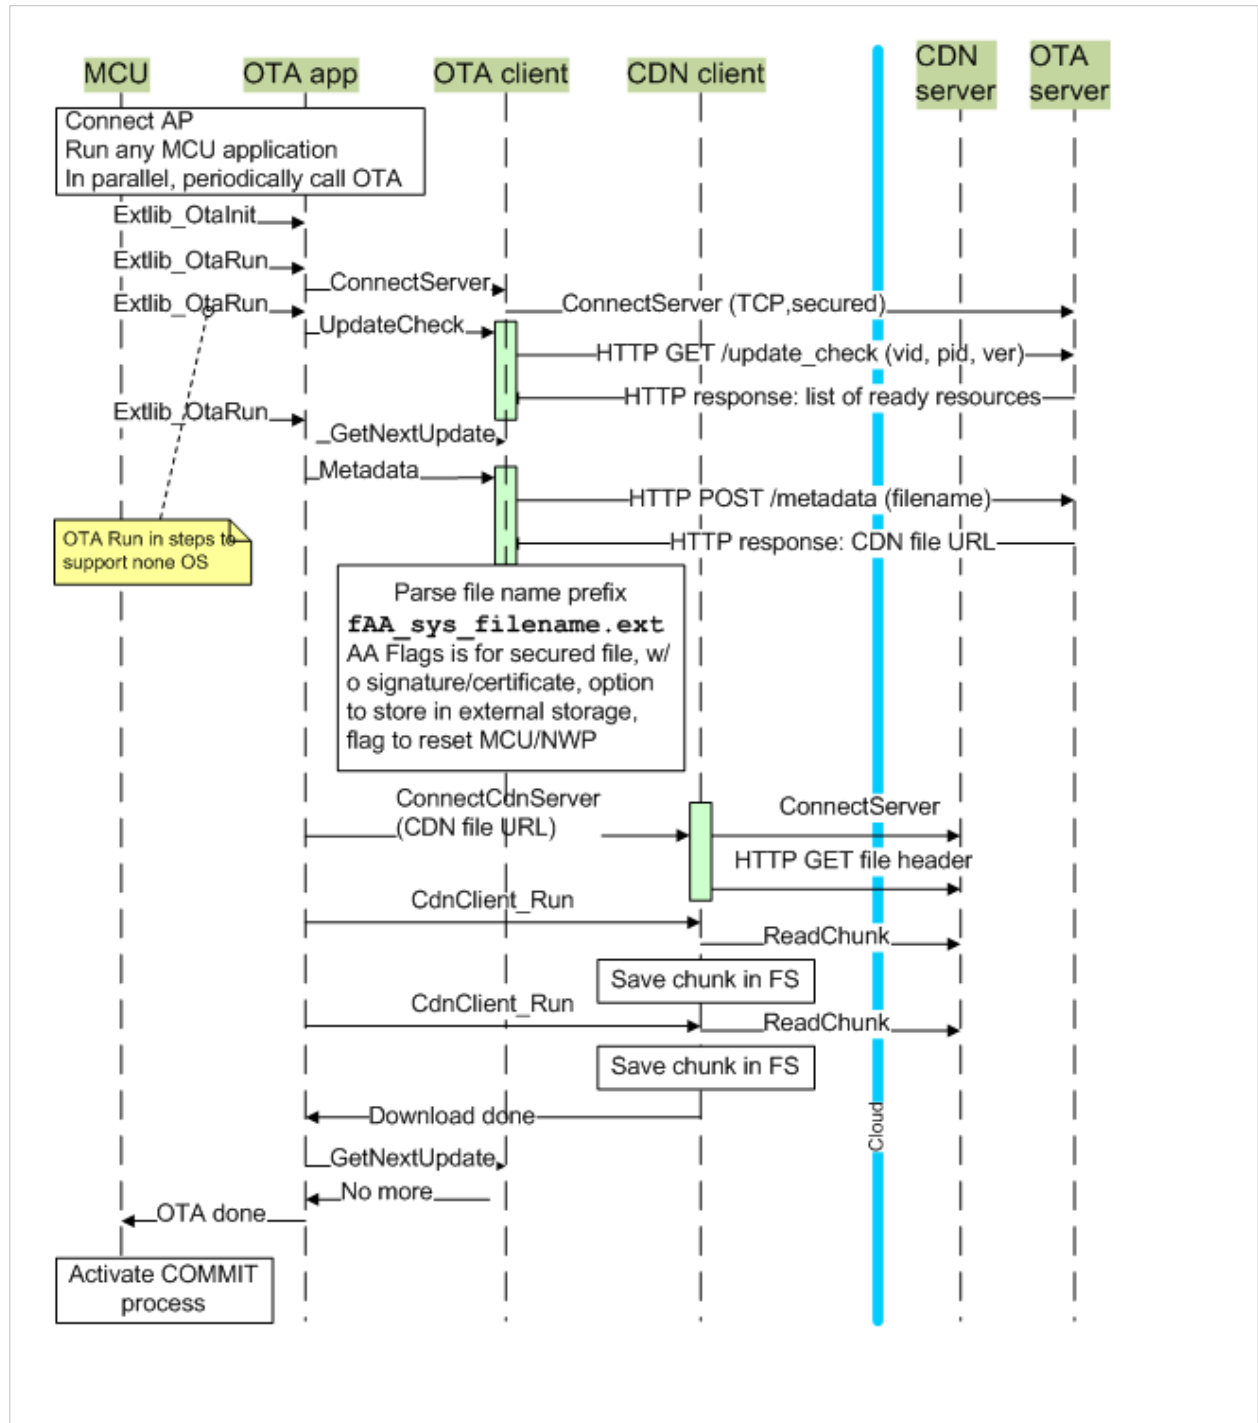 MCU
OTA app
OTA client
CDN client
CDN
server
OTA
server
Connect AP
Run any MCU application
In parallel, periodically call OTA
Extlib_OtaInit
Extlib_OtaRun
ConnectServer
Extlib_OtaRun
ConnectServer (TCP,secured)
UpdateCheck
HTTP GET /update_check (vid, pid, ver)
HTTP response: list of ready resources
Extlib_OtaRun
_GetNextUpdate
Metadata
HTTP POST /metadata (filename)
OTA Run in steps to
support none OS
HTTP response: CDN file URL
Parse file name prefix
fAA_sys_filename.ext
AA Flags is for secured file, w/
o signature/certificate, option
to store in external storage,
flag to reset MCU/NWP
ConnectCdnServer
(CDN file URL)
ConnectServer
HTTP GET file header
CdnClient_Run
ReadChunk
Save chunk in FS
CdnClient_Run
ReadChunk
Save chunk in FS
Cloud
Download done
GetNextUpdate
No more
OTA done
Activate COMMIT
process